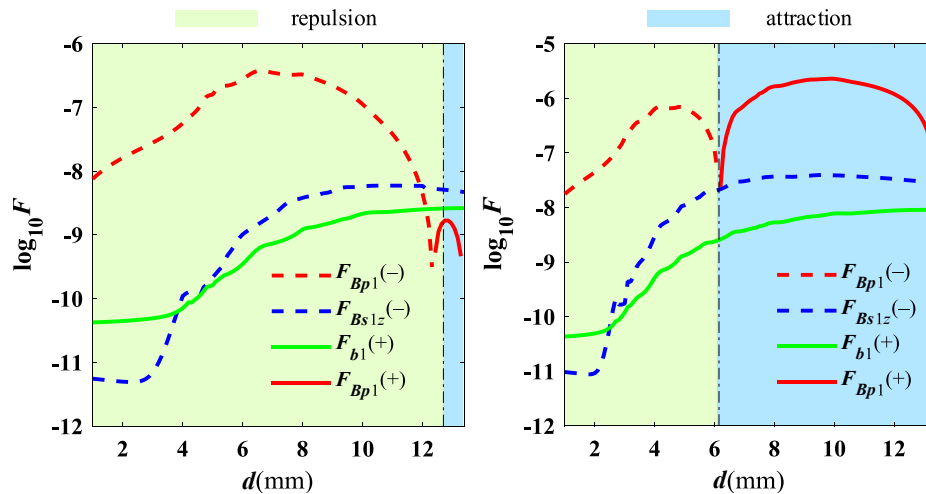 repulsion
attraction
-6
-7
-8
-9
-10
-11
-12
log10F
F_Bp1(−)
F_Bs1z(−)
F_b1(+)
F_Bp1(+)
2 4 6 8 10 12
d(mm)
-5
-6
-7
-8
-9
-10
-11
-12
log10F
F_Bp1(−)
F_Bs1z(−)
F_b1(+)
F_Bp1(+)
2 4 6 8 10 12
d(mm)